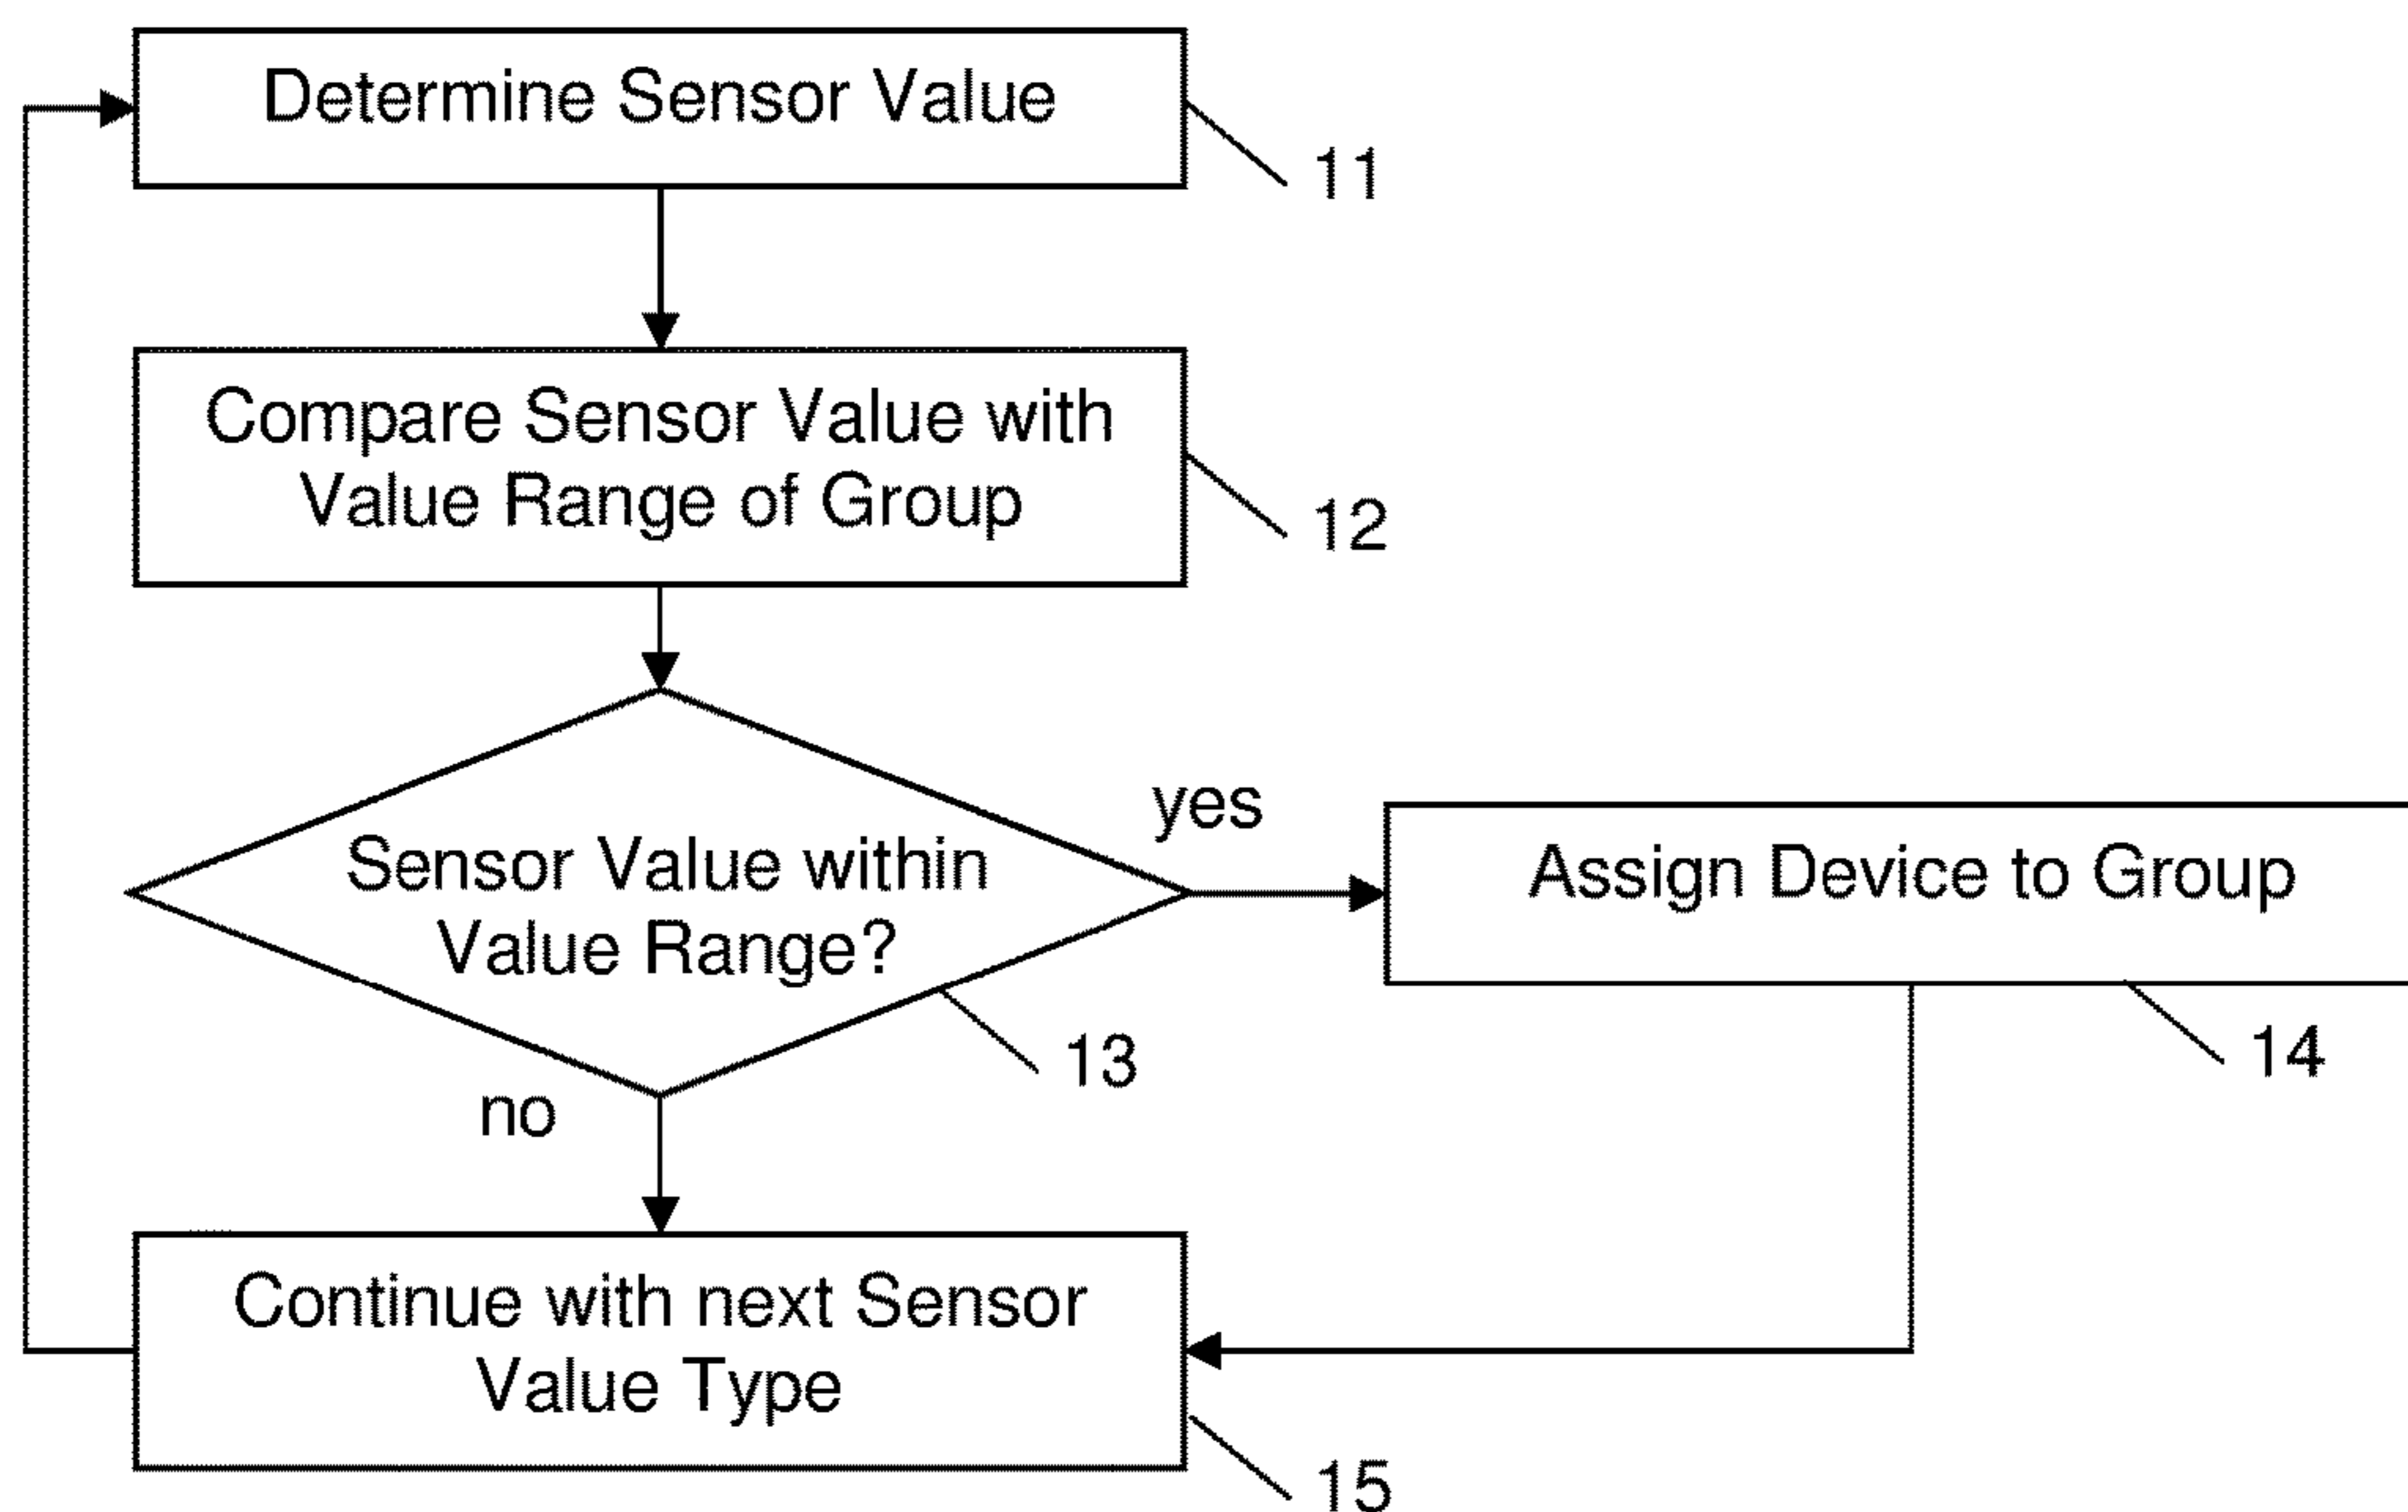 Determine Sensor Value
11
Compare Sensor Value with
Value Range of Group
12
Sensor Value within
Value Range?
13
yes
Assign Device to Group
14
no
Continue with next Sensor
Value Type
15